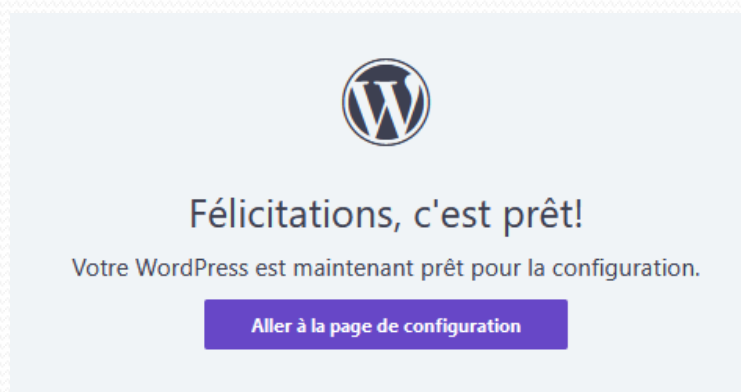 Félicitations, c'est prêt!
Votre WordPress est maintenant prêt pour la configuration.
Aller à la page de configuration